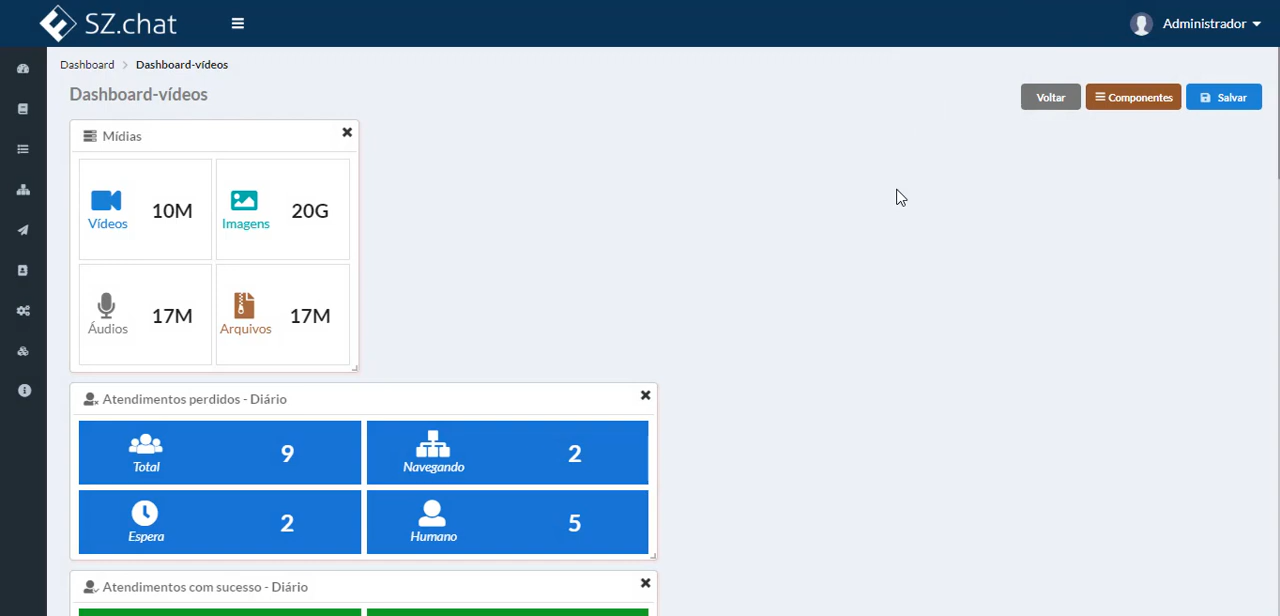 SZ.chat
Administrador
Dashboard > Dashboard-vídeos
Dashboard-vídeos
Voltar
Componentes
Salvar
Mídias
Vídeos 10M
Imagens 20G
Áudios 17M
Arquivos 17M
Atendimentos perdidos - Diário
Total 9
Navegando 2
Espera 2
Humano 5
Atendimentos com sucesso - Diário